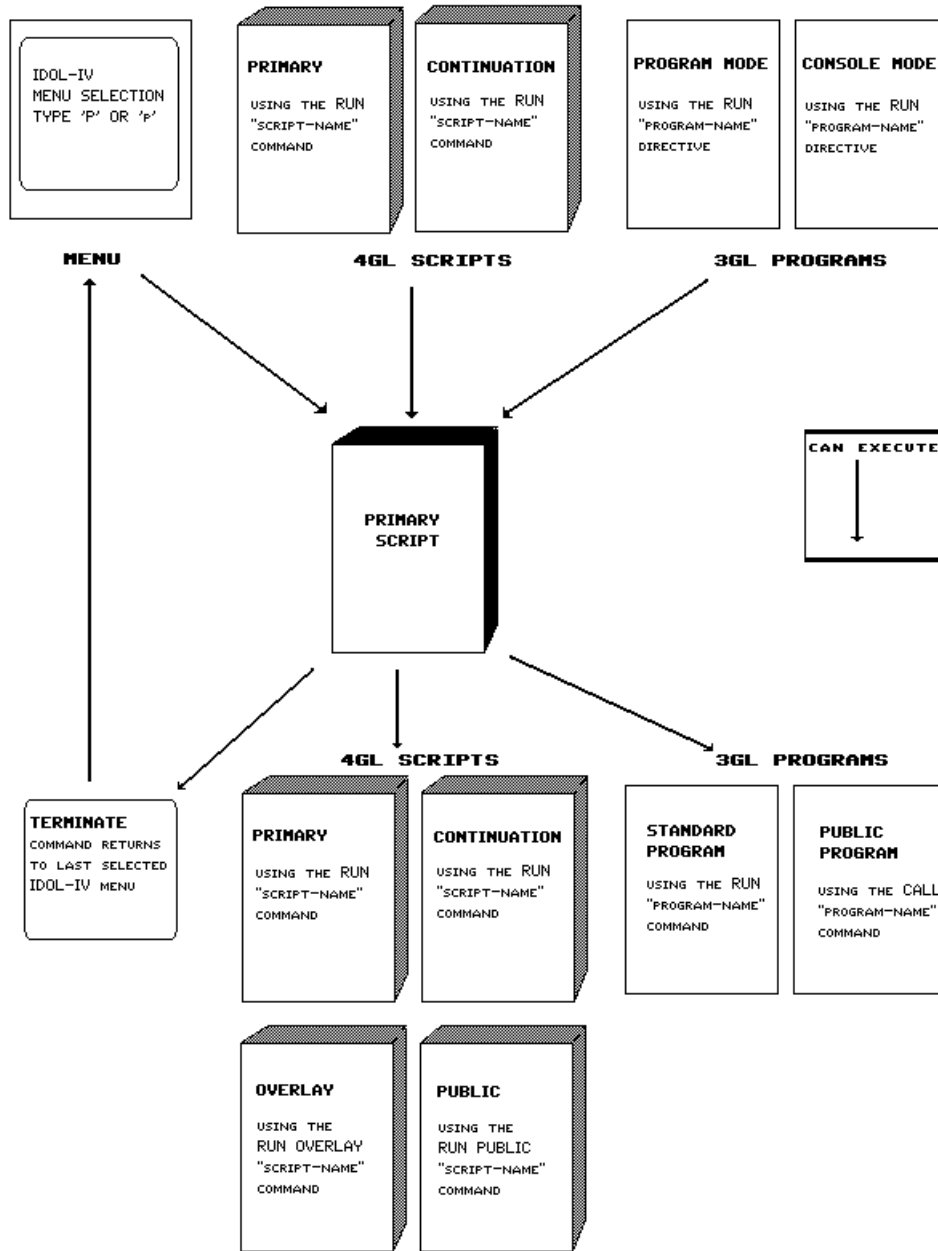 IDOL-IV
MENU SELECTION
TYPE 'P' OR 'P'
PRIMARY
USING THE RUN
"SCRIPT-NAME"
COMMAND
CONTINUATION
USING THE RUN
"SCRIPT-NAME"
COMMAND
PROGRAM MODE
USING THE RUN
"PROGRAM-NAME"
DIRECTIVE
CONSOLE MODE
USING THE RUN
"PROGRAM-NAME"
DIRECTIVE
MENU
4GL SCRIPTS
3GL PROGRAMS
CAN EXECUTE
PRIMARY
SCRIPT
4GL SCRIPTS
3GL PROGRAMS
TERMINATE
COMMAND RETURNS
TO LAST SELECTED
IDOL-IV MENU
PRIMARY
USING THE RUN
"SCRIPT-NAME"
COMMAND
CONTINUATION
USING THE RUN
"SCRIPT-NAME"
COMMAND
STANDARD
PROGRAM
USING THE RUN
"PROGRAM-NAME"
COMMAND
PUBLIC
PROGRAM
USING THE CALL
"PROGRAM-NAME"
COMMAND
OVERLAY
USING THE
RUN OVERLAY
"SCRIPT-NAME"
COMMAND
PUBLIC
USING THE
RUN PUBLIC
"SCRIPT-NAME"
COMMAND